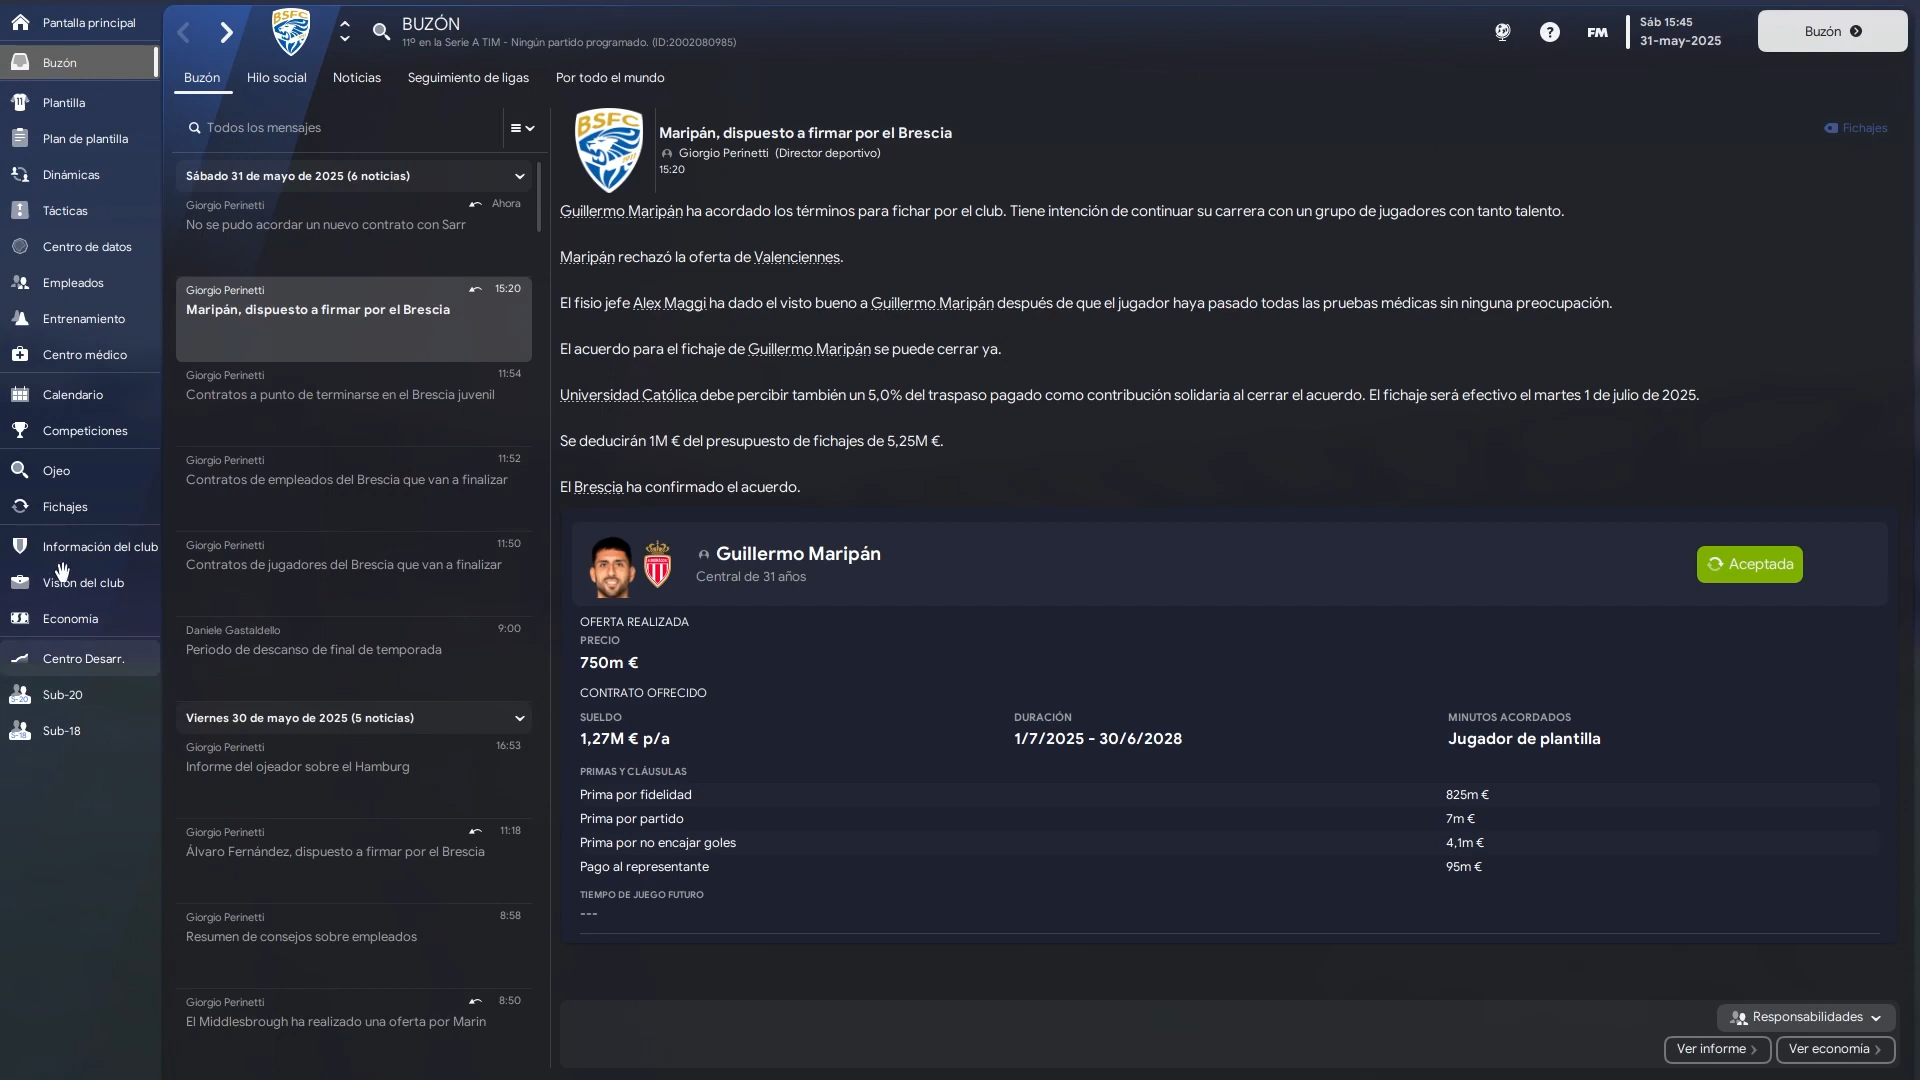 Pantalla principal
Buzón
Plantilla
Plan de plantilla
Dinámicas
Tácticas
Centro de datos
Empleados
Entrenamiento
Centro médico
Calendario
Competiciones
Ojeo
Fichajes
Información del club
Visión del club
Economía
Centro Desarr.
Sub-20
Sub-18
BSFC
BUZÓN
11º en la Serie A TIM - Ningún partido programado. (ID:2002080985)
FM
Sáb 15:45
31-may-2025
Buzón
Buzón Hilo social Noticias Seguimiento de ligas Por todo el mundo
Todos los mensajes
Sábado 31 de mayo de 2025 (6 noticias)
Giorgio Perinetti Ahora
No se pudo acordar un nuevo contrato con Sarr
Giorgio Perinetti 15:20
Maripán, dispuesto a firmar por el Brescia
Giorgio Perinetti 11:54
Contratos a punto de terminarse en el Brescia juvenil
Giorgio Perinetti 11:52
Contratos de empleados del Brescia que van a finalizar
Giorgio Perinetti 11:50
Contratos de jugadores del Brescia que van a finalizar
Daniele Gastaldello 9:00
Periodo de descanso de final de temporada
Viernes 30 de mayo de 2025 (5 noticias)
Giorgio Perinetti 16:53
Informe del ojeador sobre el Hamburg
Giorgio Perinetti 11:18
Álvaro Fernández, dispuesto a firmar por el Brescia
Giorgio Perinetti 8:58
Resumen de consejos sobre empleados
Giorgio Perinetti 8:50
El Middlesbrough ha realizado una oferta por Marin
BSFC
Maripán, dispuesto a firmar por el Brescia
Giorgio Perinetti (Director deportivo)
15:20
Fichajes
Guillermo Maripán ha acordado los términos para fichar por el club. Tiene intención de continuar su carrera con un grupo de jugadores con tanto talento.
Maripán rechazó la oferta de Valenciennes.
El fisio jefe Alex Maggi ha dado el visto bueno a Guillermo Maripán después de que el jugador haya pasado todas las pruebas médicas sin ninguna preocupación.
El acuerdo para el fichaje de Guillermo Maripán se puede cerrar ya.
Universidad Católica debe percibir también un 5,0% del traspaso pagado como contribución solidaria al cerrar el acuerdo. El fichaje será efectivo el martes 1 de julio de 2025.
Se deducirán 1M € del presupuesto de fichajes de 5,25M €.
El Brescia ha confirmado el acuerdo.
Guillermo Maripán
Central de 31 años
Aceptada
OFERTA REALIZADA
PRECIO
750m €
CONTRATO OFRECIDO
SUELDO DURACIÓN MINUTOS ACORDADOS
1,27M € p/a 1/7/2025 - 30/6/2028 Jugador de plantilla
PRIMAS Y CLÁUSULAS
Prima por fidelidad 825m €
Prima por partido 7m €
Prima por no encajar goles 4,1m €
Pago al representante 95m €
TIEMPO DE JUEGO FUTURO
---
Responsabilidades
Ver informe Ver economía